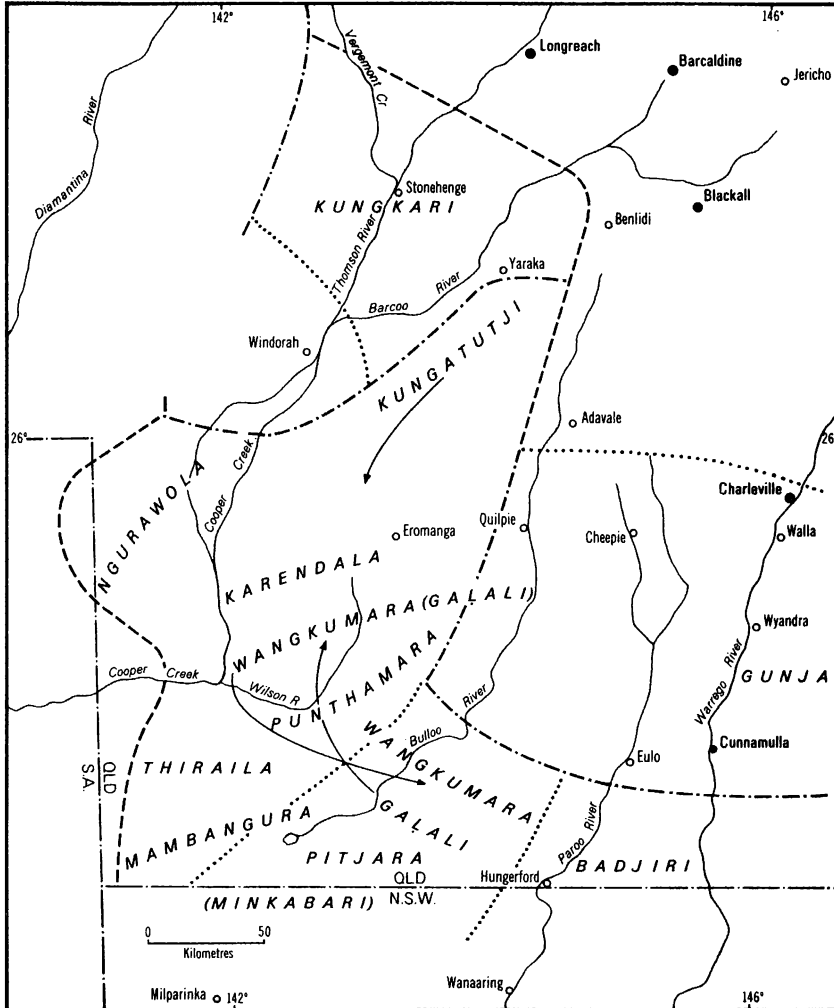 142°
146°
Longreach
Barcaldine
Jericho
Vergemont Cr
Diamantina River
Stonehenge
Blackall
KUNGKARI
Benlidi
Thomson River
Yaraka
Barcoo River
Windorah
KUNGATUTJI
Adavale
26°
26
Cooper Creek
NGURAWOLA
Charleville
Quilpie
Eromanga
Cheepie
Walla
KARENDALA
WANGKUMARA (GALALI)
Wyandra
Warrego River
GUNJA
Cooper Creek
Wilson R
PUNTHAMARA
Bulloo River
WANGKUMARA
Cunnamulla
Eulo
QLD
S.A.
THIRAILA
MAMBANGURA
GALALI
Paroo River
PITJARA
BADJIRI
Hungerford
QLD
N.S.W.
(MINKABARI)
0 50
Kilometres
Wanaaring
Milparinka
142°
146°